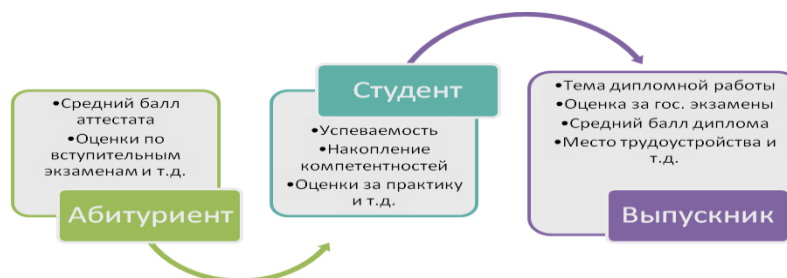 •Средний балл
аттестата
•Оценки по
вступительным
экзаменам и т.д.
Абитуриент
Студент
•Успеваемость
•Накопление
компетентностей
•Оценки за практику
и т.д.
•Тема дипломной работы
•Оценка за гос. экзамены
•Средний балл диплома
•Место трудоустройства и
т.д.
Выпускник